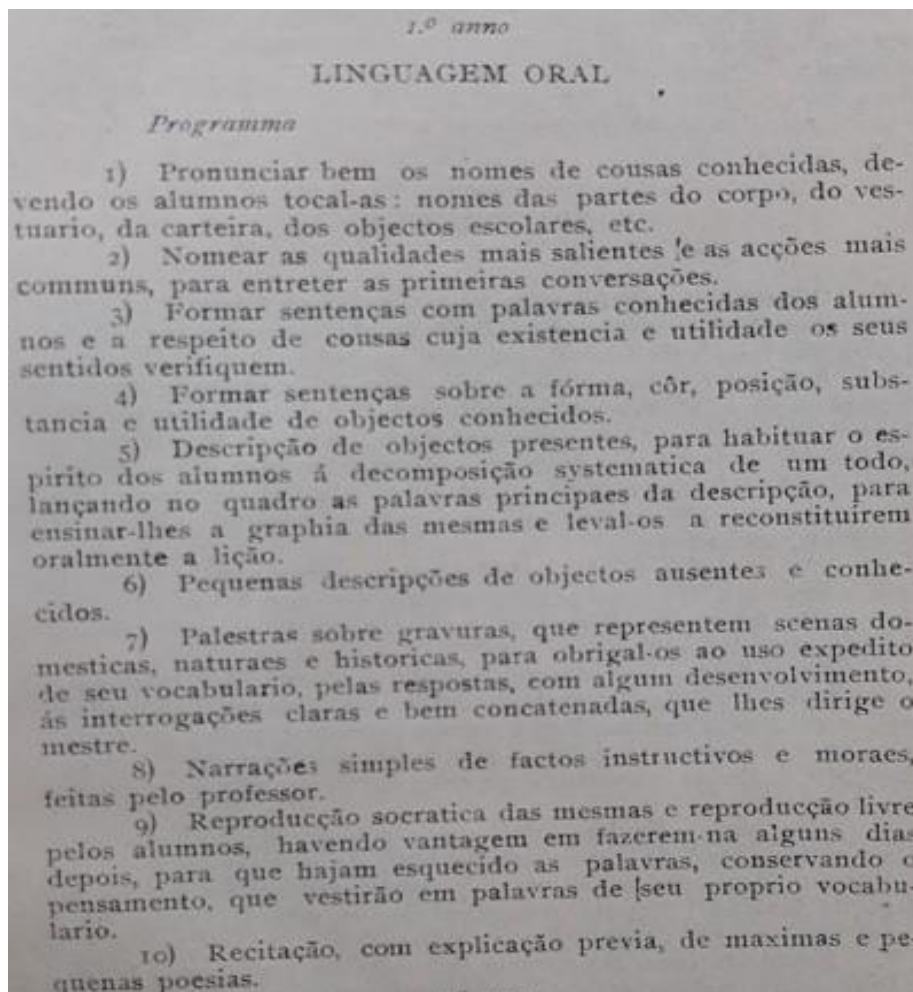 1.º anno
LINGUAGEM ORAL
Programma
1) Pronunciar bem os nomes de cousas conhecidas, de-
vendo os alumnos tocal-as: nomes das partes do corpo, do ves-
tuario, da carteira, dos objectos escolares, etc.
2) Nomear as qualidades mais salientes e as acções mais
communs, para entreter as primeiras conversações.
3) Formar sentenças com palavras conhecidas dos alum-
nos e a respeito de cousas cuja existencia e utilidade os seus
sentidos verifiquem.
4) Formar sentenças sobre a fórma, côr, posição, subs-
tancia e utilidade de objectos conhecidos.
5) Descripção de objectos presentes, para habituar o es-
pirito dos alumnos á decomposição systematica de um todo,
lançando no quadro as palavras principaes da descripção, para
ensinar-lhes a graphia das mesmas e leval-os a reconstituirem
oralmente a lição.
6) Pequenas descripções de objectos ausentes e conhe-
cidos.
7) Palestras sobre gravuras, que representem scenas do-
mesticas, naturaes e historicas, para obrigal-os ao uso expedito
de seu vocabulario, pelas respostas, com algum desenvolvimento,
ás interrogações claras e bem concatenadas, que lhes dirige o
mestre.
8) Narrações simples de factos instructivos e moraes,
feitas pelo professor.
9) Reproducção socratica das mesmas e reproducção livre
pelos alumnos, havendo vantagem em fazerem-na alguns dias
depois, para que hajam esquecido as palavras, conservando o
pensamento, que vestirão em palavras de seu proprio vocabu-
lario.
10) Recitação, com explicação previa, de maximas e pe-
quenas poesias.